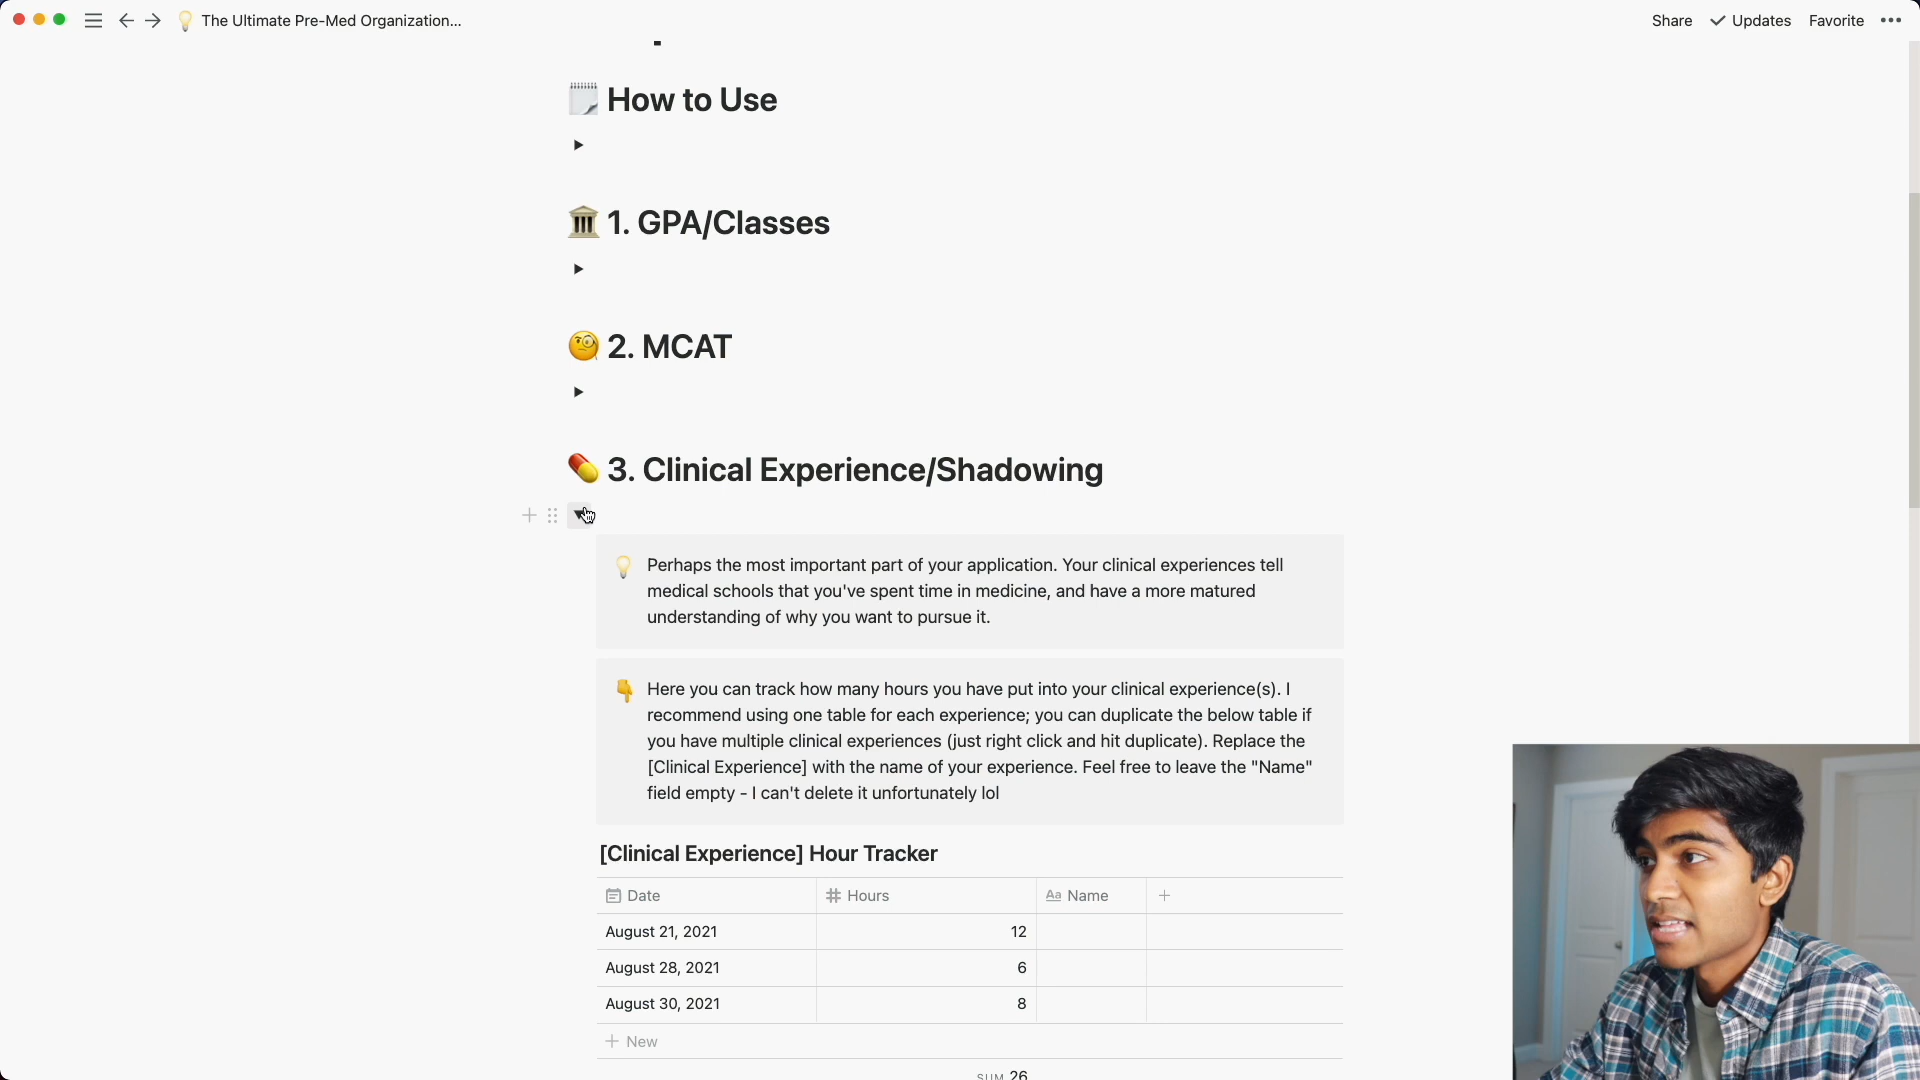 The Ultimate Pre-Med Organization...
Share
Updates
Favorite
How to Use
1. GPA/Classes
2. MCAT
3. Clinical Experience/Shadowing
Perhaps the most important part of your application. Your clinical experiences tell
medical schools that you've spent time in medicine, and have a more matured
understanding of why you want to pursue it.
Here you can track how many hours you have put into your clinical experience(s). I
recommend using one table for each experience; you can duplicate the below table if
you have multiple clinical experiences (just right click and hit duplicate). Replace the
[Clinical Experience] with the name of your experience. Feel free to leave the "Name"
field empty - I can't delete it unfortunately lol
[Clinical Experience] Hour Tracker
Date
Hours
Aa Name
August 21, 2021
12
August 28, 2021
6
August 30, 2021
8
New
SUM 26